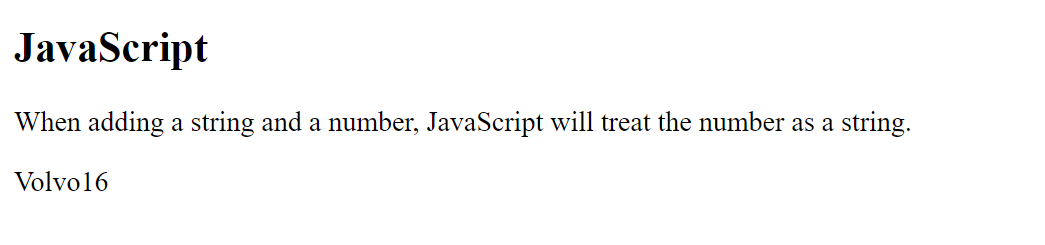 JavaScript
When adding a string and a number, JavaScript will treat the number as a string.
Volvo16